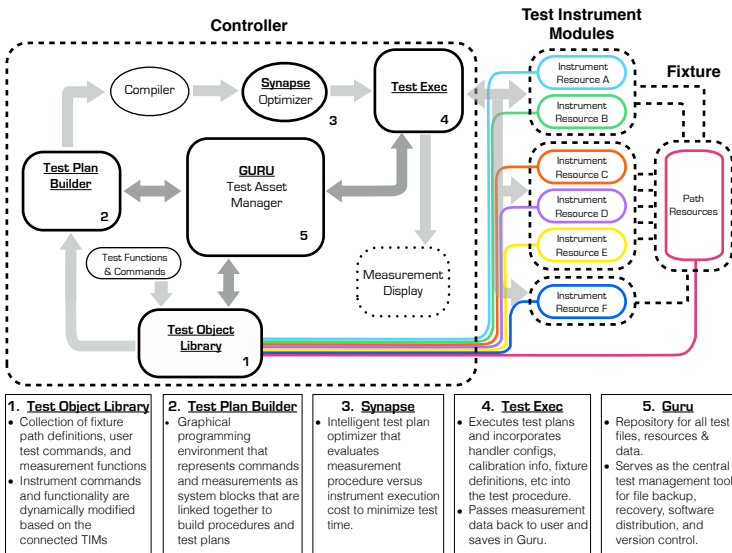 Controller
Test Instrument
Modules
Fixture
Compiler
Synapse
Optimizer
3
Test Exec
4
Instrument
Resource A
Instrument
Resource B
Test Plan
Builder
2
GURU
Test Asset
Manager
5
Instrument
Resource C
Instrument
Resource D
Instrument
Resource E
Path
Resources
Test Functions
& Commands
Measurement
Display
Instrument
Resource F
Test Object
Library
1
1. Test Object Library
• Collection of fixture
path definitions, user
test commands, and
measurement functions
• Instrument commands
and functionality are
dynamically modified
based on the
connected TIMs
2. Test Plan Builder
• Graphical
programming
environment that
represents commands
and measurements as
system blocks that are
linked together to
build procedures and
test plans
3. Synapse
• Intelligent test plan
optimizer that
evaluates
measurement
procedure versus
instrument execution
cost to minimize test
time.
4. Test Exec
• Executes test plans
and incorporates
handler configs,
calibration info, fixture
definitions, etc into
the test procedure.
• Passes measurement
data back to user and
saves in Guru.
5. Guru
• Repository for all test
files, resources &
data.
• Serves as the central
test management tool
for file backup,
recovery, software
distribution, and
version control.